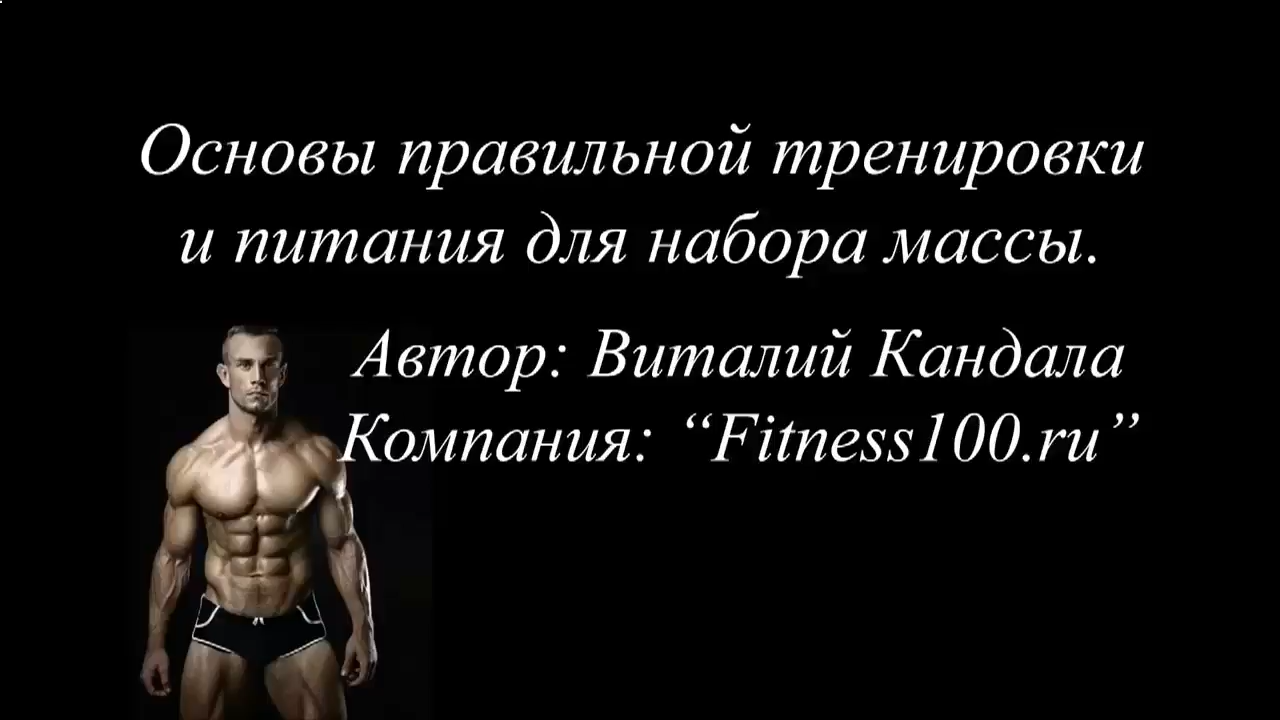 Основы правильной тренировки
и питания для набора массы.
Автор: Виталий Кандала
Компания: “Fitness100.ru”